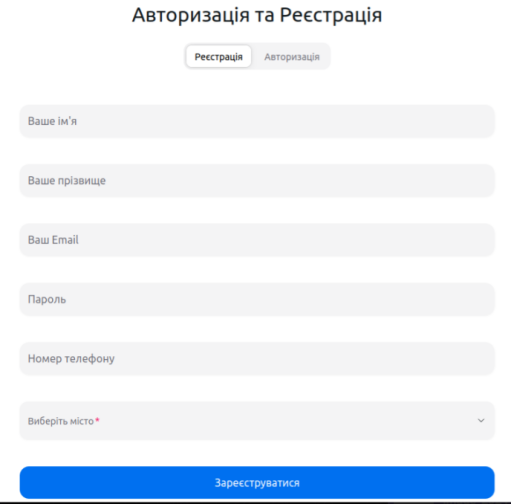 Авторизація та Реєстрація
Реєстрація Авторизація
Ваше ім'я
Ваше прізвище
Ваш Email
Пароль
Номер телефону
Виберіть місто*
Зареєструватися